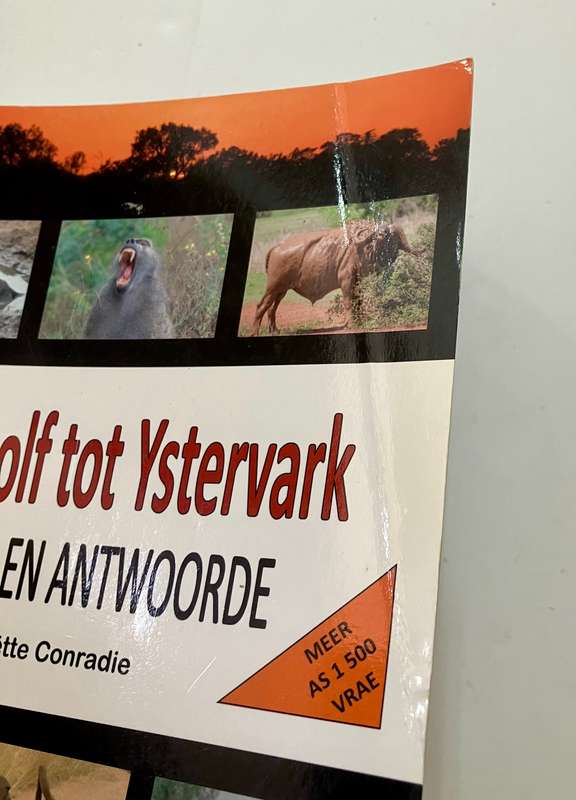 olf tot Ystervark
EN ANTWOORDE
ëtte Conradie
MEER
AS 1 500
VRAE